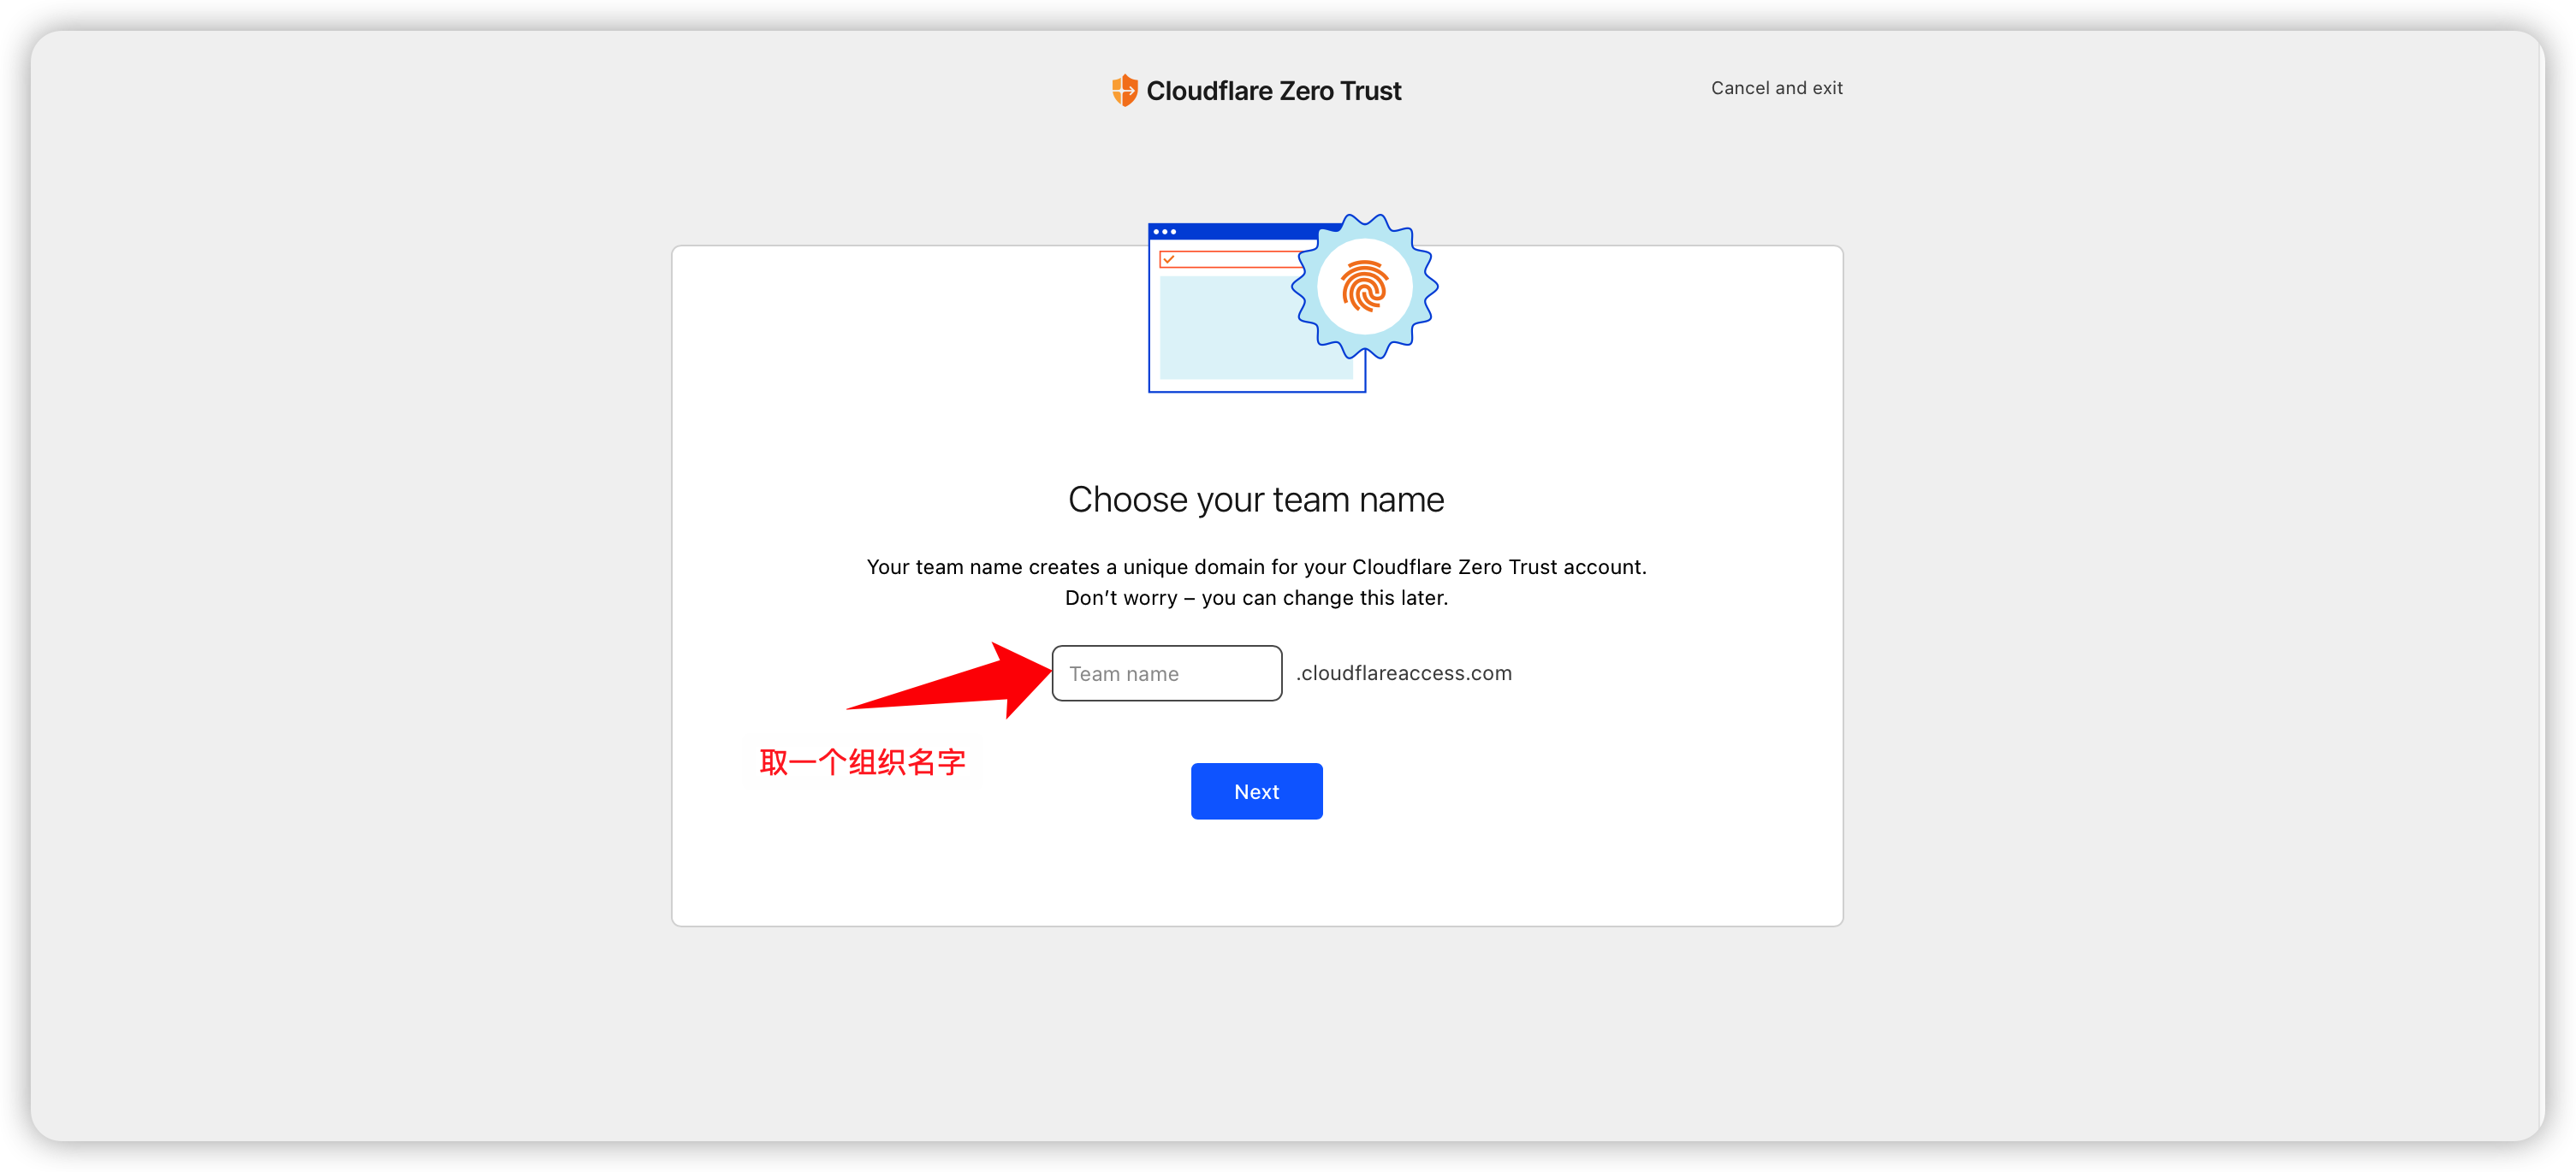 Cloudflare Zero Trust
Cancel and exit
Choose your team name
Your team name creates a unique domain for your Cloudflare Zero Trust account.
Don’t worry – you can change this later.
Team name .cloudflareaccess.com
取一个组织名字
Next